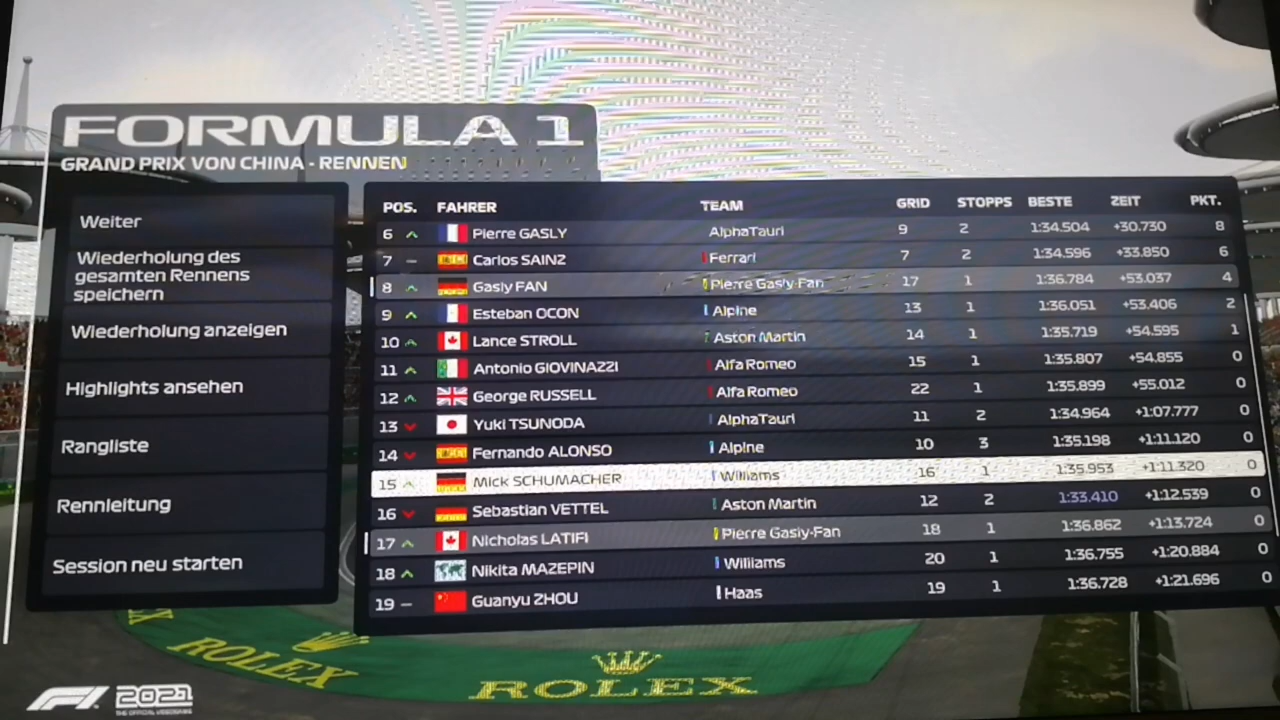 FORMULA 1
GRAND PRIX VON CHINA - RENNEN
Weiter
Wiederholung des
gesamten Rennens
speichern
Wiederholung anzeigen
Highlights ansehen
Rangliste
Rennleitung
Session neu starten
POS. FAHRER TEAM GRID STOPPS BESTE ZEIT PKT.
6 Pierre GASLY AlphaTauri 9 2 1:34.504 +30.730 8
7 Carlos SAINZ Ferrari 7 2 1:34.596 +33.850 6
8 Gasly FAN Pierre Gasly-Fan 17 1 1:36.784 +53.037 4
9 Esteban OCON Alpine 13 1 1:36.051 +53.406 2
10 Lance STROLL Aston Martin 14 1 1:35.719 +54.595 1
11 Antonio GIOVINAZZI Alfa Romeo 15 1 1:35.807 +54.855 0
12 George RUSSELL Alfa Romeo 22 1 1:35.899 +55.012 0
13 Yuki TSUNODA AlphaTauri 11 2 1:34.964 +1:07.777 0
14 Fernando ALONSO Alpine 10 3 1:35.198 +1:11.120 0
15 Mick SCHUMACHER Williams 16 1 1:35.953 +1:11.320 0
16 Sebastian VETTEL Aston Martin 12 2 1:33.410 +1:12.539 0
17 Nicholas LATIFI Pierre Gasly-Fan 18 1 1:36.862 +1:13.724 0
18 Nikita MAZEPIN Williams 20 1 1:36.755 +1:20.884 0
19 Guanyu ZHOU Haas 19 1 1:36.728 +1:21.696 0
ROLEX
ROLEX
F1 2021
THE OFFICIAL VIDEOGAME